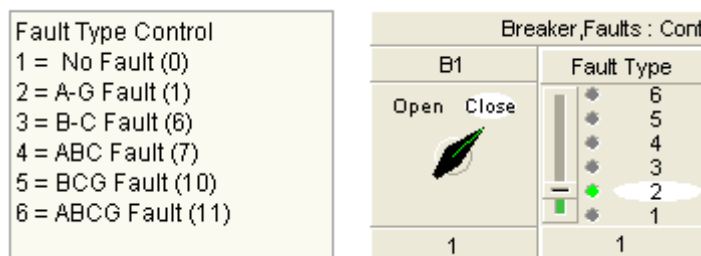 Fault Type Control
1 = No Fault (0)
2 = A-G Fault (1)
3 = B-C Fault (6)
4 = ABC Fault (7)
5 = BCG Fault (10)
6 = ABCG Fault (11)
Breaker,Faults : Cont
B1
Open Close
1
Fault Type
6
5
4
3
2
1
1